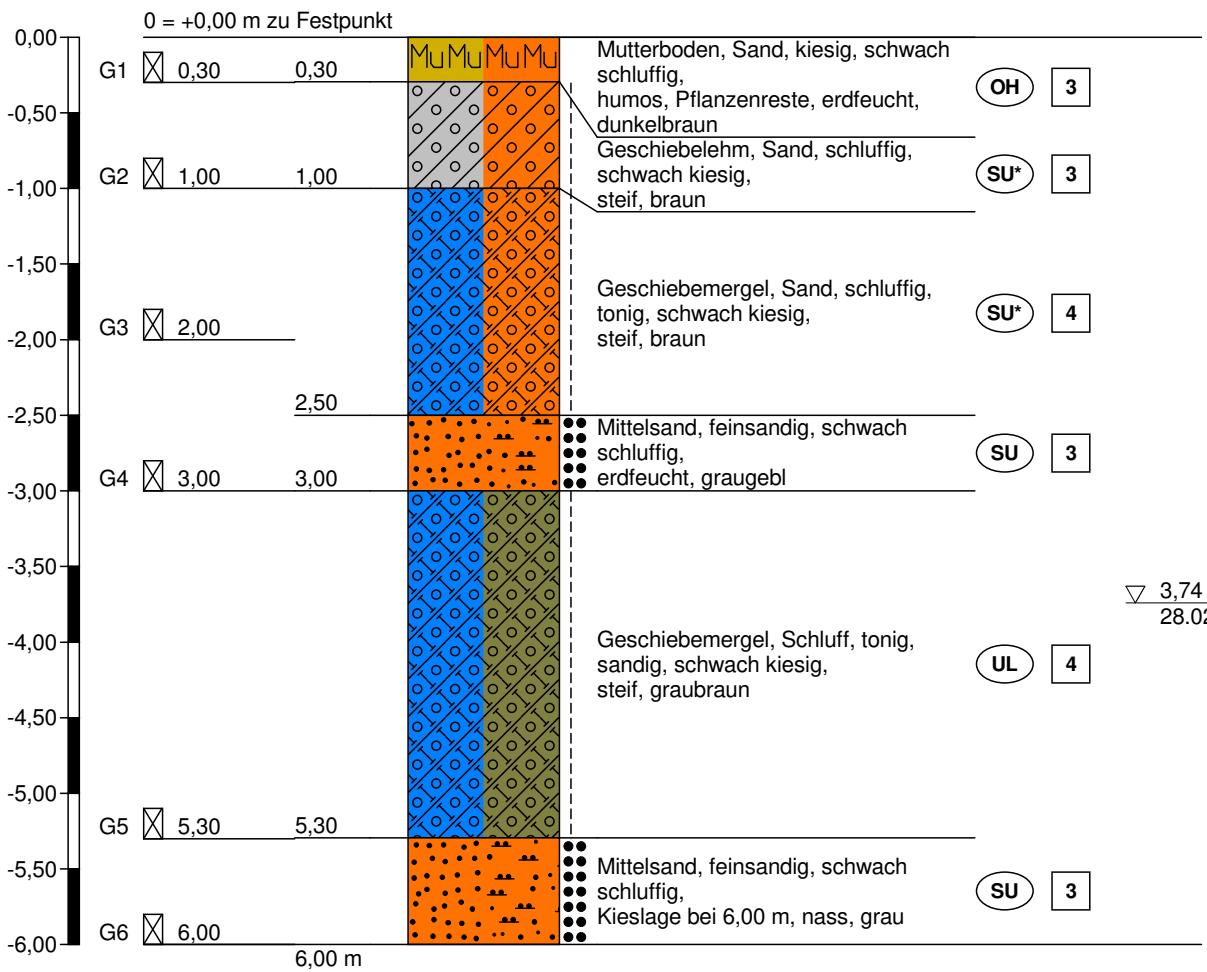 0 = +0,00 m zu Festpunkt
0,00
-0,50
-1,00
-1,50
-2,00
-2,50
-3,00
-3,50
-4,00
-4,50
-5,00
-5,50
-6,00
G1 0,30 0,30
Mu Mu Mu Mu
Mutterboden, Sand, kiesig, schwach
schluffig,
humos, Pflanzenreste, erdfeucht,
dunkelbraun
OH 3
G2 1,00 1,00
Geschiebelehm, Sand, schluffig,
schwach kiesig,
steif, braun
SU* 3
G3 2,00
2,50
Geschiebemergel, Sand, schluffig,
tonig, schwach kiesig,
steif, braun
SU* 4
G4 3,00 3,00
Mittelsand, feinsandig, schwach
schluffig,
erdfeucht, graugebl
SU 3
3,74
28.02
Geschiebemergel, Schluff, tonig,
sandig, schwach kiesig,
steif, graubraun
UL 4
G5 5,30 5,30
Mittelsand, feinsandig, schwach
schluffig,
Kieslage bei 6,00 m, nass, grau
SU 3
G6 6,00
6,00 m